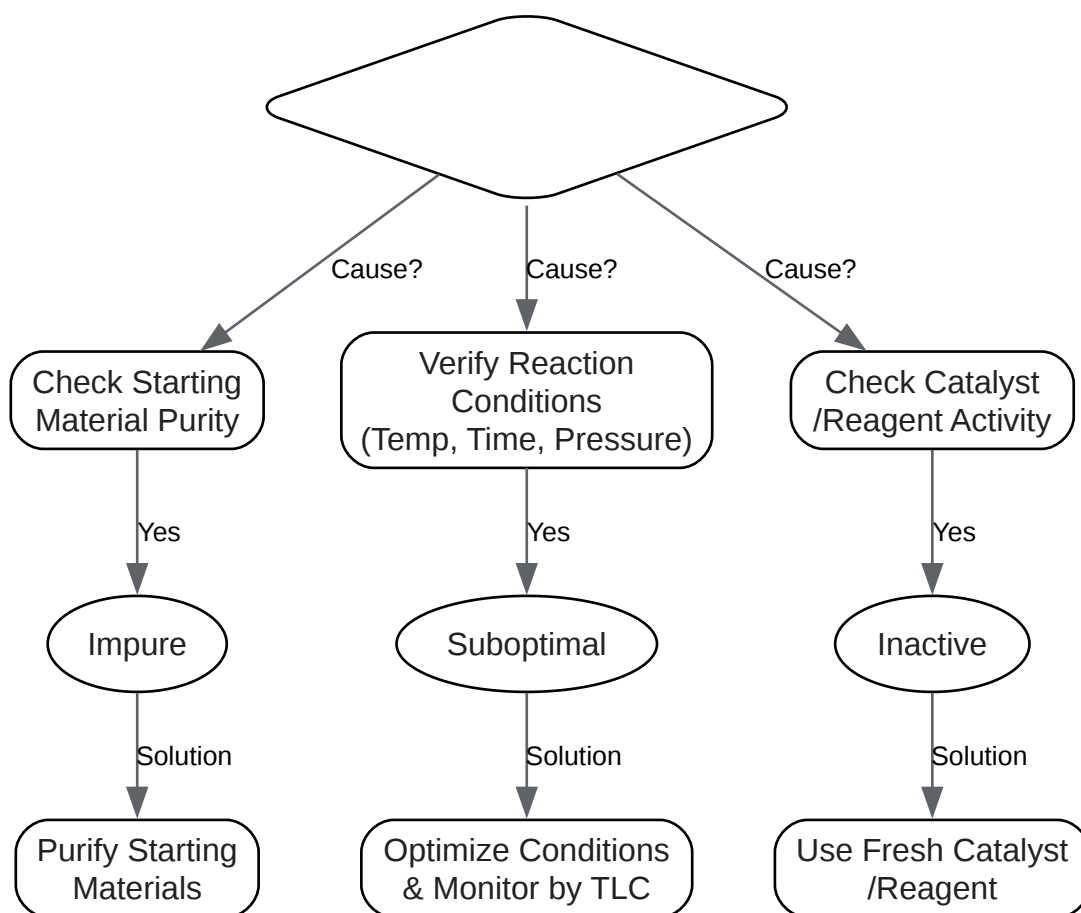 Cause?
Cause?
Cause?
Check Starting
Material Purity
Verify Reaction
Conditions
(Temp, Time, Pressure)
Check Catalyst
/Reagent Activity
Yes
Yes
Yes
Impure
Suboptimal
Inactive
Solution
Solution
Solution
Purify Starting
Materials
Optimize Conditions
& Monitor by TLC
Use Fresh Catalyst
/Reagent